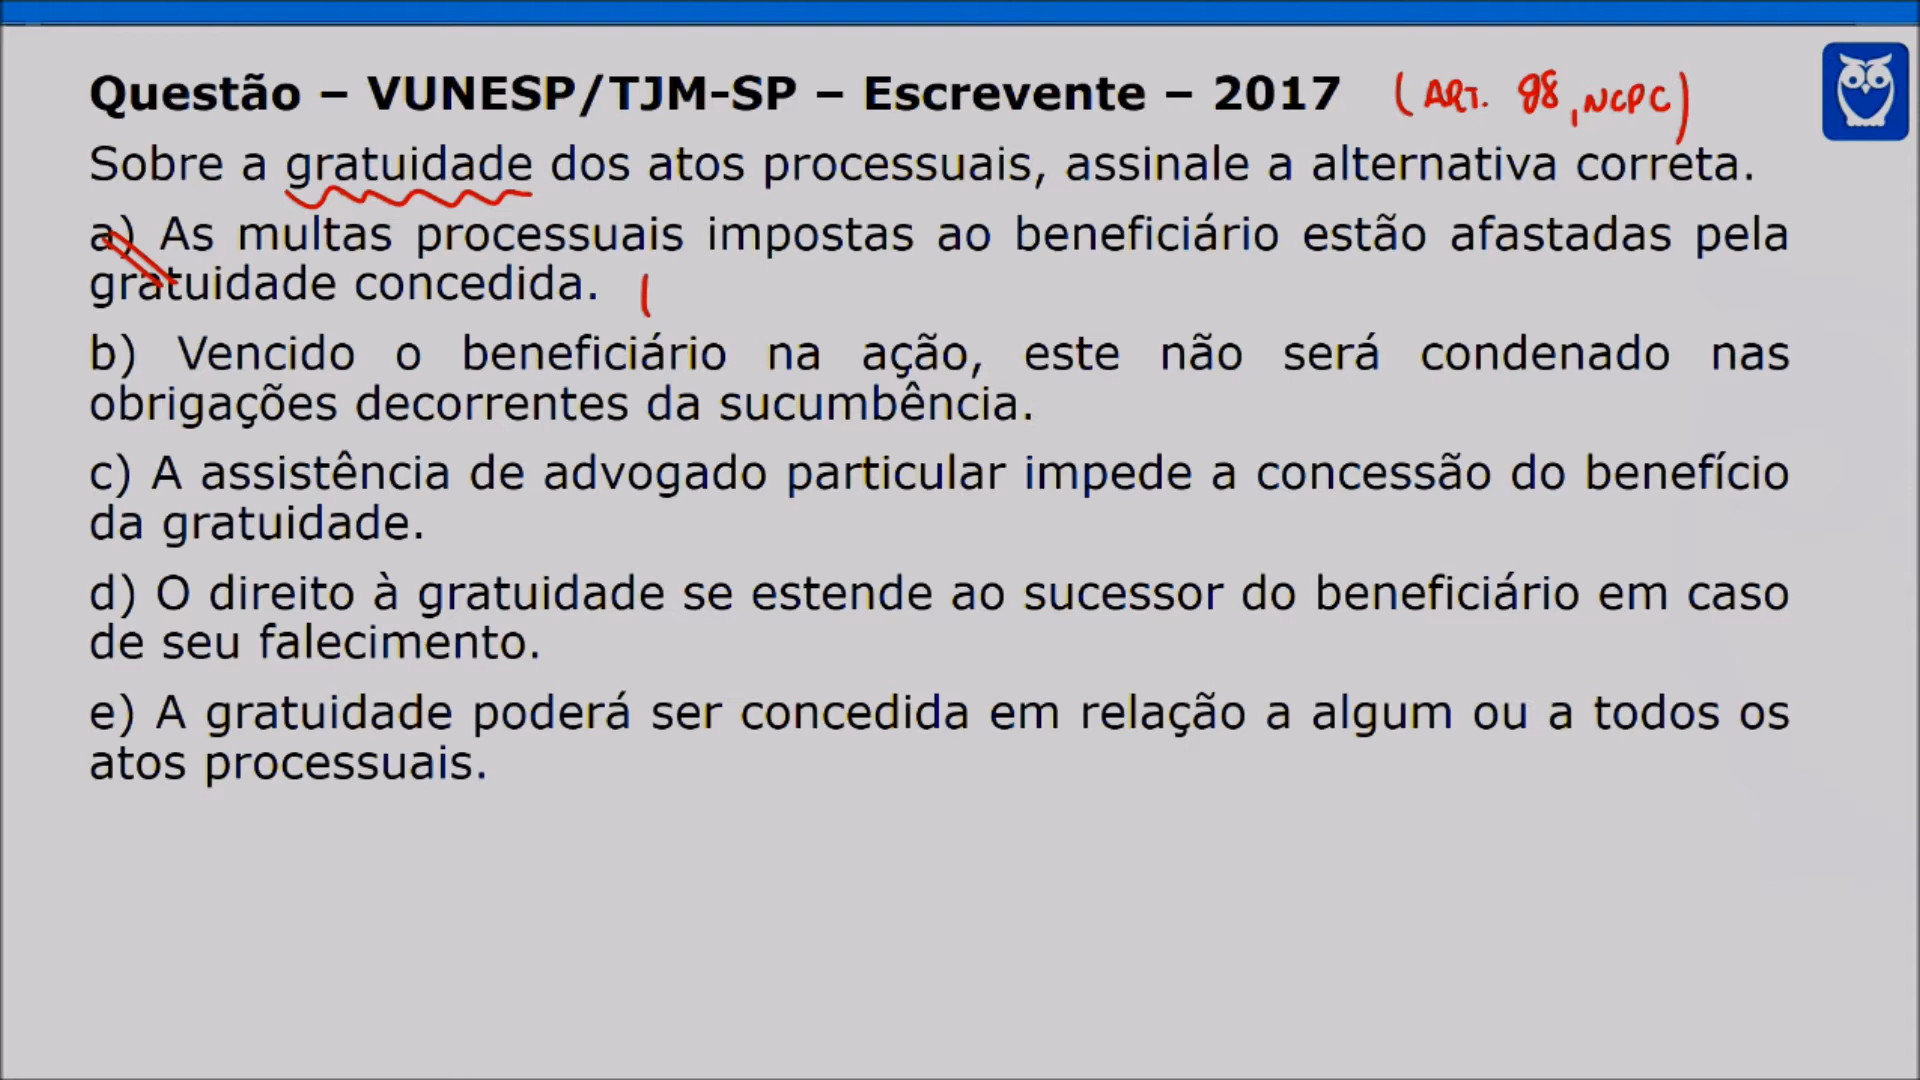 Questão – VUNESP/TJM-SP – Escrevente – 2017 (ART. 98, NCPC)
Sobre a gratuidade dos atos processuais, assinale a alternativa correta.
a) As multas processuais impostas ao beneficiário estão afastadas pela
gratuidade concedida. (
b) Vencido o beneficiário na ação, este não será condenado nas
obrigações decorrentes da sucumbência.
c) A assistência de advogado particular impede a concessão do benefício
da gratuidade.
d) O direito à gratuidade se estende ao sucessor do beneficiário em caso
de seu falecimento.
e) A gratuidade poderá ser concedida em relação a algum ou a todos os
atos processuais.